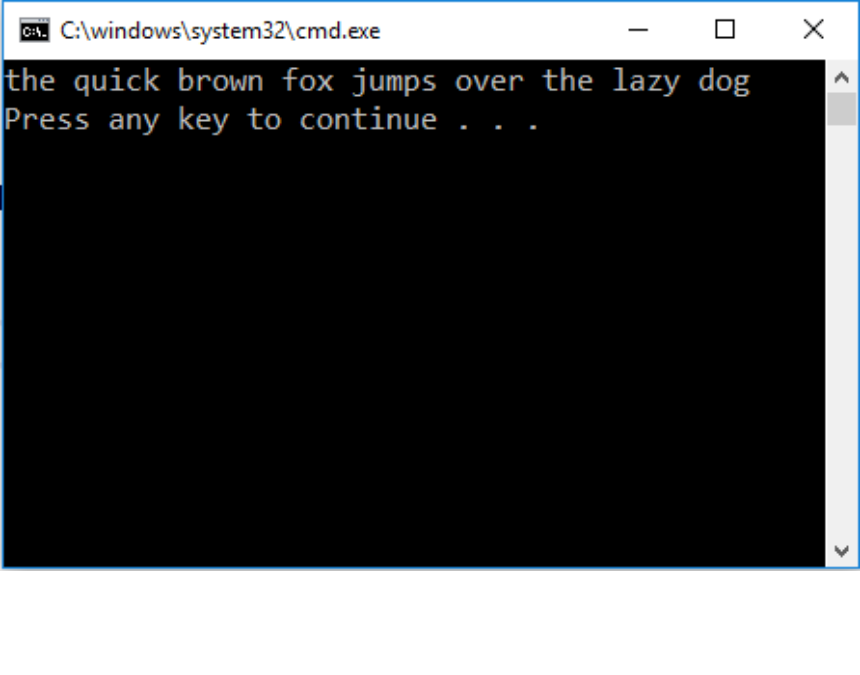 C:\windows\system32\cmd.exe
the quick brown fox jumps over the lazy dog
Press any key to continue . . .